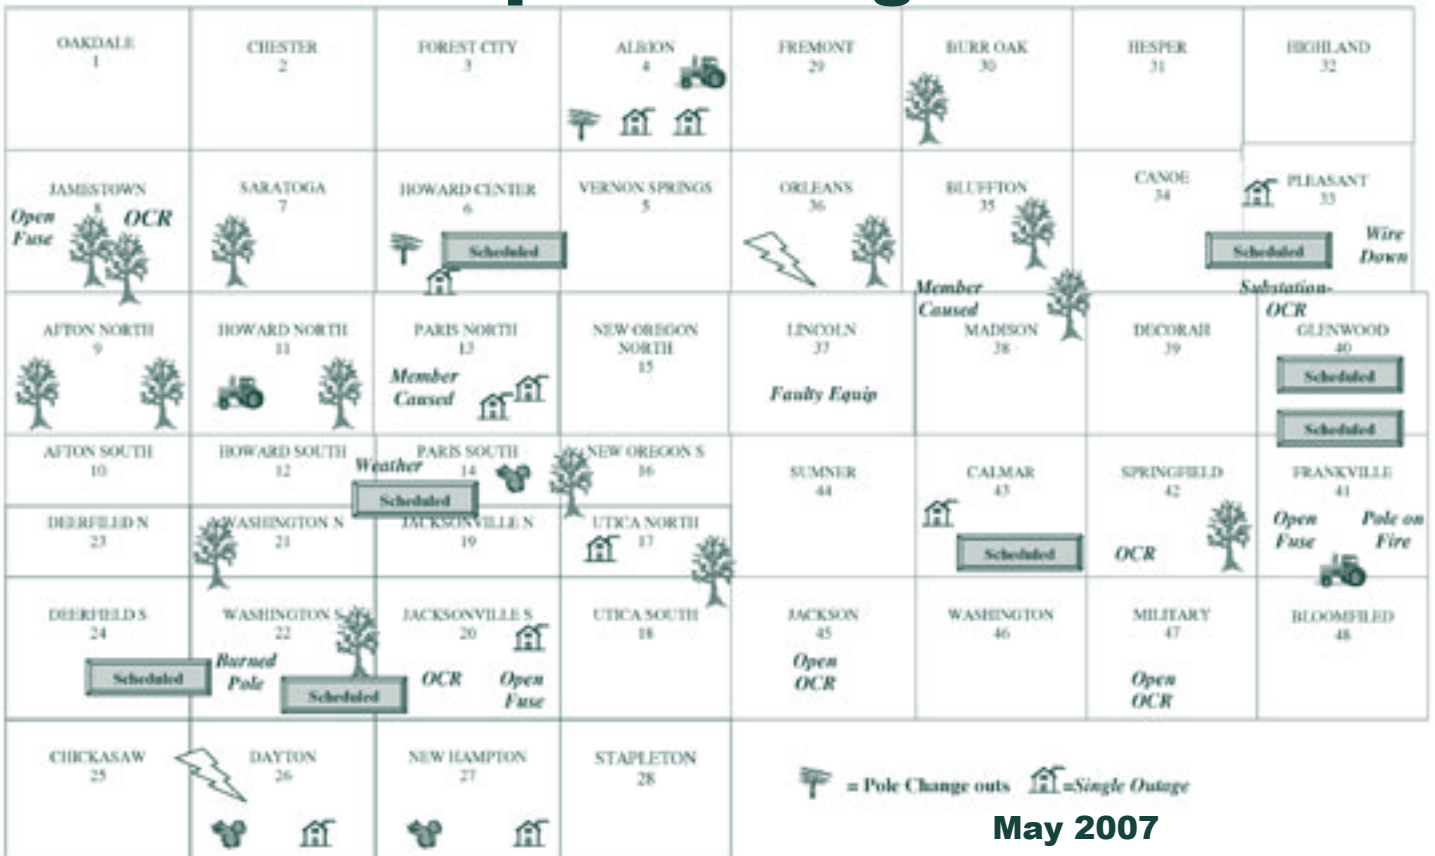 OAKDALE
1
CHESTER
2
FOREST CITY
3
ALBION
4
FREMONT
29
BURR OAK
30
HESPER
31
HIGHLAND
32
JAMESTOWN
8
Open
Fuse
OCR
SARATOGA
7
HOWARD CENTER
6
Scheduled
VERNON SPRINGS
5
ORLEANS
36
BLUFFTON
35
CANOE
34
PLEASANT
33
Scheduled
Wire
Down
Member
Caused
Substation-
OCR
AFTON NORTH
9
HOWARD NORTH
11
PARIS NORTH
13
Member
Caused
NEW OREGON
NORTH
15
LINCOLN
37
Faulty Equip
MADISON
38
DECORAH
39
GLENWOOD
40
Scheduled
Scheduled
AFTON SOUTH
10
HOWARD SOUTH
12
PARIS SOUTH
14
Weather
Scheduled
NEW OREGON S
16
SUMNER
44
CALMAR
43
Scheduled
SPRINGFIELD
42
OCR
FRANKVILLE
41
Open
Fuse
Pole on
Fire
DEERFILED N
23
WASHINGTON N
21
JACKSONVILLE N
19
UTICA NORTH
17
DEERFIELD S
24
Scheduled
WASHINGTON S
22
Burned
Pole
Scheduled
JACKSONVILLE S
20
OCR
Open
Fuse
UTICA SOUTH
18
JACKSON
45
Open
OCR
WASHINGTON
46
MILITARY
47
Open
OCR
BLOOMFILED
48
CHICKASAW
25
DAYTON
26
NEW HAMPTON
27
STAPLETON
28
= Pole Change outs =Single Outage
May 2007